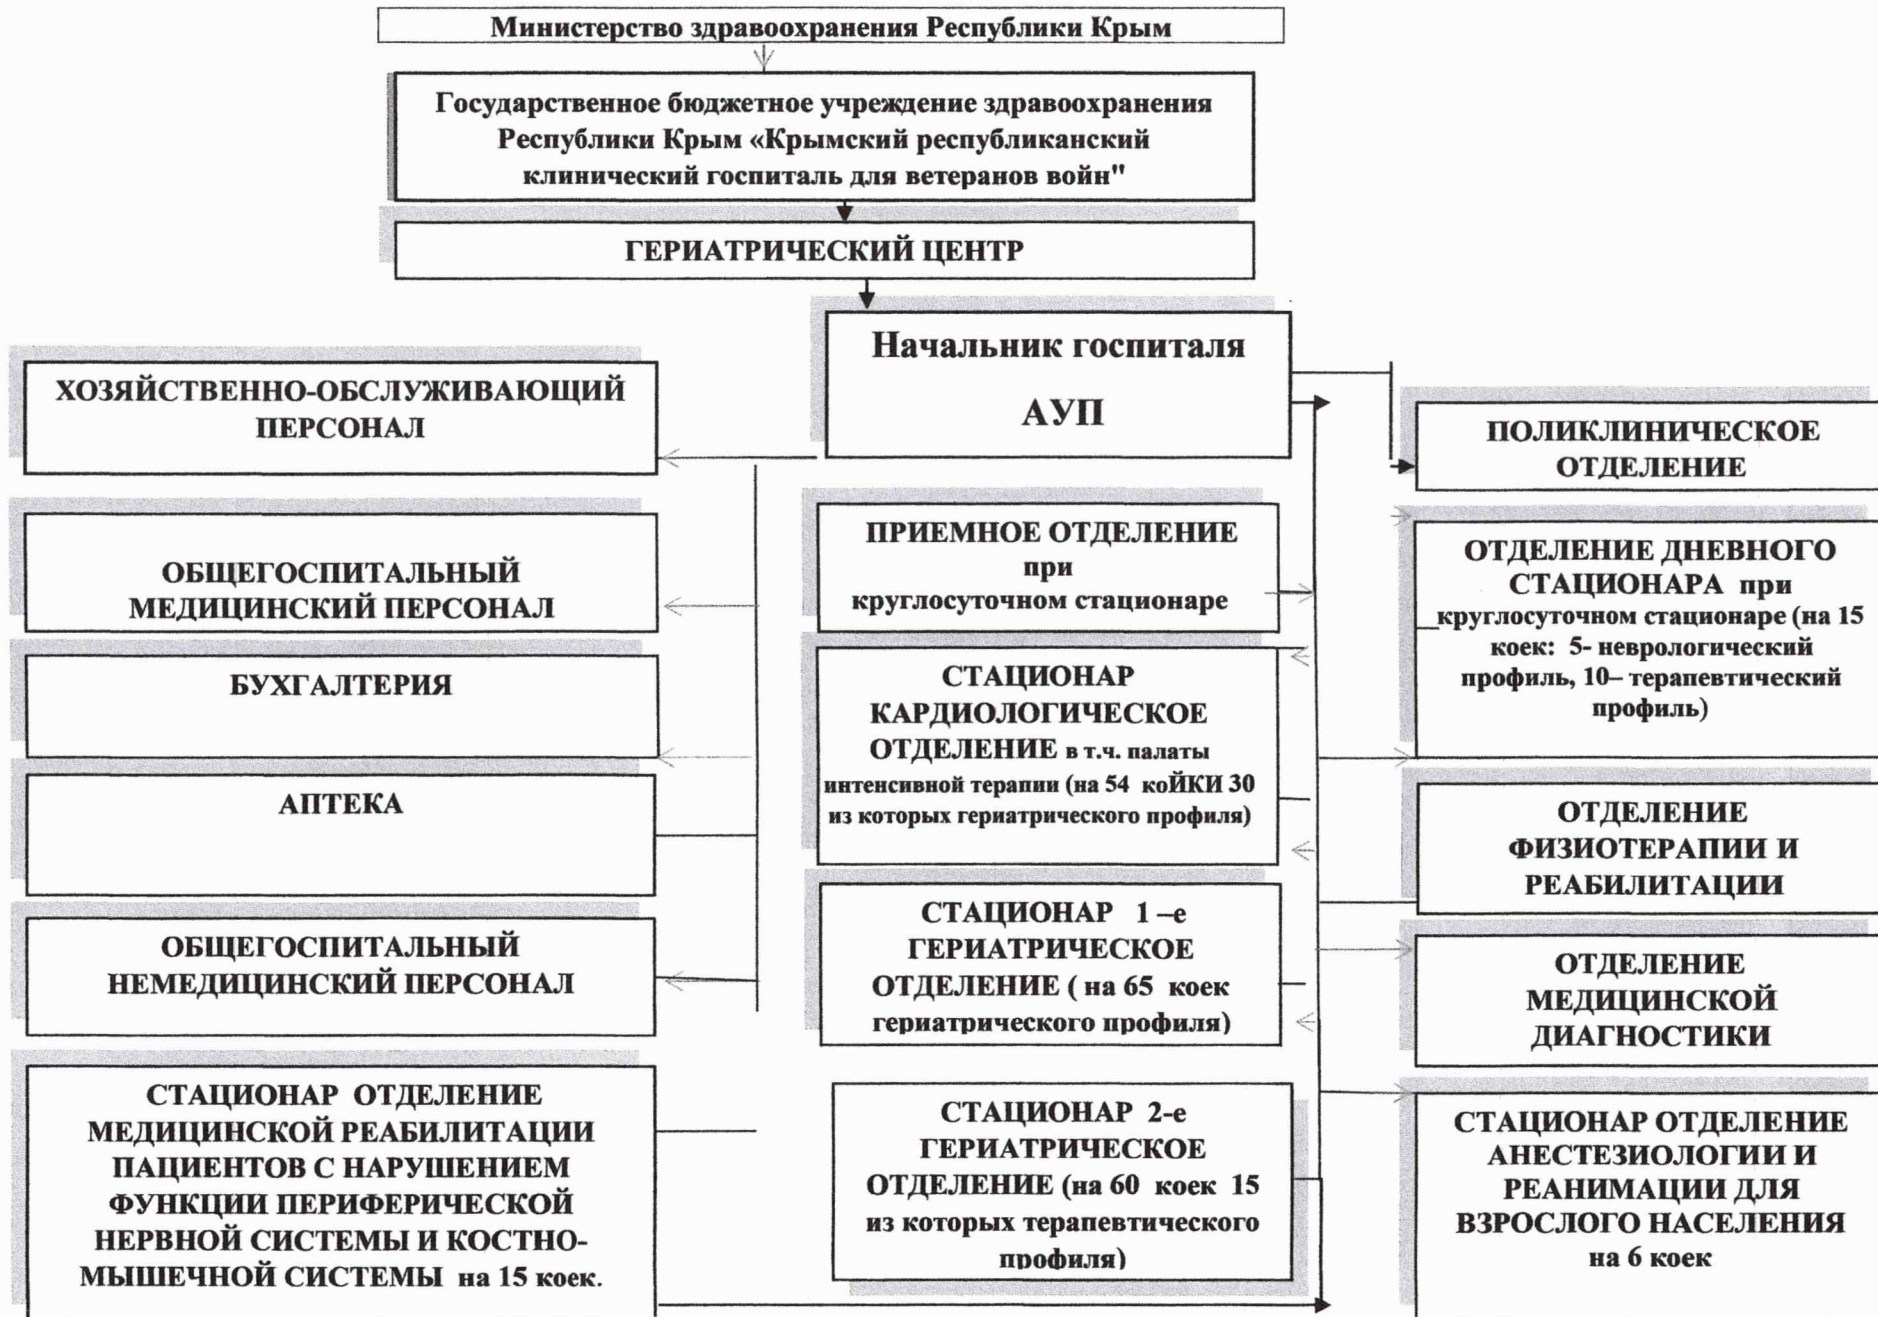 Министерство здравоохранения Республики Крым
Государственное бюджетное учреждение здравоохранения
Республики Крым «Крымский республиканский
клинический госпиталь для ветеранов войн"
ГЕРИАТРИЧЕСКИЙ ЦЕНТР
Начальник госпиталя
АУП
ХОЗЯЙСТВЕННО-ОБСЛУЖИВАЮЩИЙ
ПЕРСОНАЛ
ОБЩЕГОСПИТАЛЬНЫЙ
МЕДИЦИНСКИЙ ПЕРСОНАЛ
БУХГАЛТЕРИЯ
АПТЕКА
ОБЩЕГОСПИТАЛЬНЫЙ
НЕМЕДИЦИНСКИЙ ПЕРСОНАЛ
СТАЦИОНАР ОТДЕЛЕНИЕ
МЕДИЦИНСКОЙ РЕАБИЛИТАЦИИ
ПАЦИЕНТОВ С НАРУШЕНИЕМ
ФУНКЦИИ ПЕРИФЕРИЧЕСКОЙ
НЕРВНОЙ СИСТЕМЫ И КОСТНО-
МЫШЕЧНОЙ СИСТЕМЫ на 15 коек.
ПРИЕМНОЕ ОТДЕЛЕНИЕ
при
круглосуточном стационаре
СТАЦИОНАР
КАРДИОЛОГИЧЕСКОЕ
ОТДЕЛЕНИЕ в т.ч. палаты
интенсивной терапии (на 54 коЙКИ 30
из которых гериатрического профиля)
СТАЦИОНАР 1 –е
ГЕРИАТРИЧЕСКОЕ
ОТДЕЛЕНИЕ ( на 65 коек
гериатрического профиля)
СТАЦИОНАР 2-е
ГЕРИАТРИЧЕСКОЕ
ОТДЕЛЕНИЕ (на 60 коек 15
из которых терапевтического
профиля)
ПОЛИКЛИНИЧЕСКОЕ
ОТДЕЛЕНИЕ
ОТДЕЛЕНИЕ ДНЕВНОГО
СТАЦИОНАРА при
круглосуточном стационаре (на 15
коек: 5- неврологический
профиль, 10– терапевтический
профиль)
ОТДЕЛЕНИЕ
ФИЗИОТЕРАПИИ И
РЕАБИЛИТАЦИИ
ОТДЕЛЕНИЕ
МЕДИЦИНСКОЙ
ДИАГНОСТИКИ
СТАЦИОНАР ОТДЕЛЕНИЕ
АНЕСТЕЗИОЛОГИИ И
РЕАНИМАЦИИ ДЛЯ
ВЗРОСЛОГО НАСЕЛЕНИЯ
на 6 коек